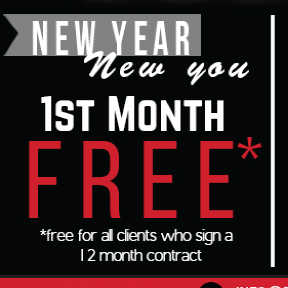 NEW YEAR
New you
1ST MONTH
FREE*
*free for all clients who sign a
12 month contract